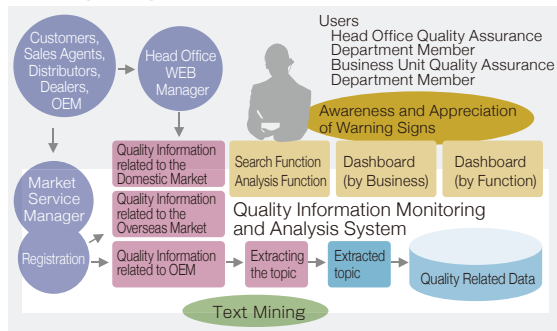 Customers,
Sales Agents,
Distributors,
Dealers,
OEM
Head Office
WEB
Manager
Users
Head Office Quality Assurance
Department Member
Business Unit Quality Assurance
Department Member
Awareness and Appreciation
of Warning Signs
Quality Information
related to the
Domestic Market
Search Function
Analysis Function
Dashboard
(by Business)
Dashboard
(by Function)
Market
Service
Manager
Quality Information
related to the
Overseas Market
Quality Information Monitoring
and Analysis System
Registration
Quality Information
related to OEM
Extracting
the topic
Extracted
topic
Quality Related Data
Text Mining